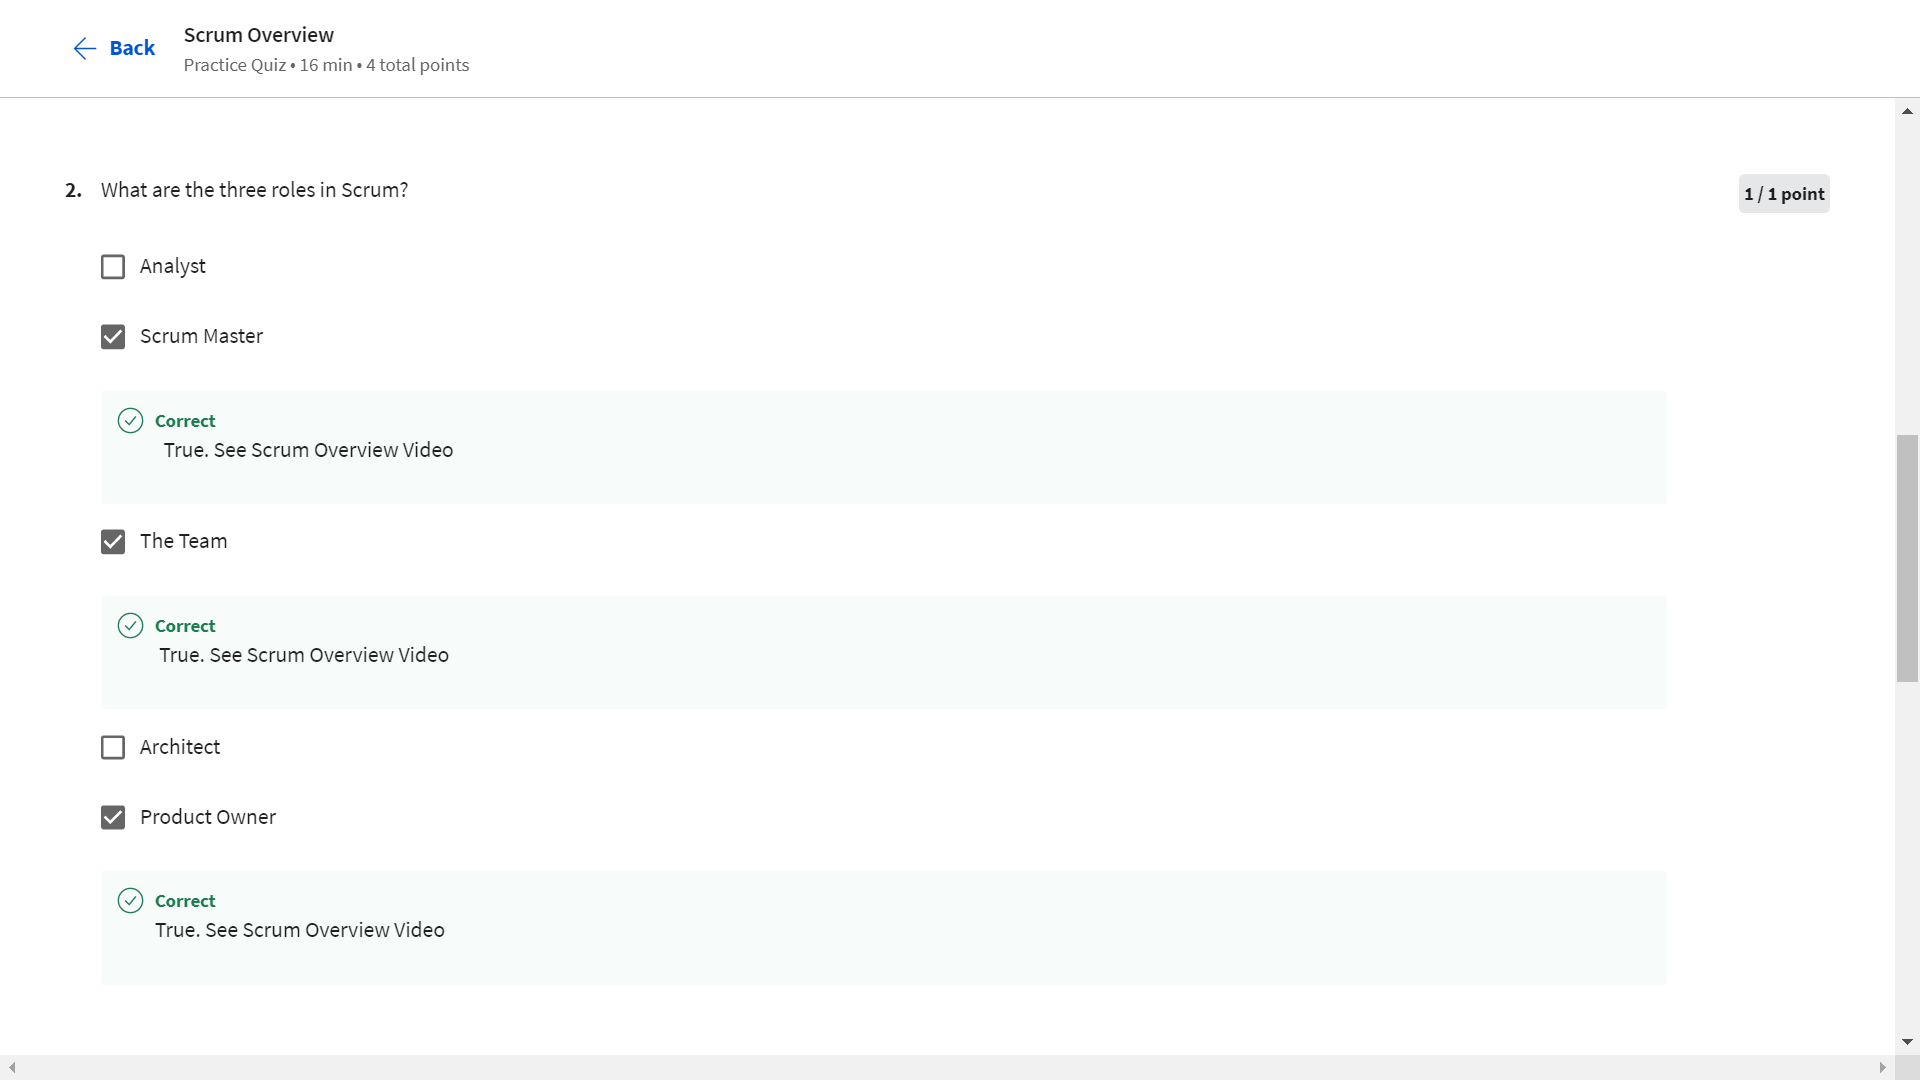 Back
Scrum Overview
Practice Quiz • 16 min • 4 total points
2. What are the three roles in Scrum?
1 / 1 point
Analyst
Scrum Master
Correct
True. See Scrum Overview Video
The Team
Correct
True. See Scrum Overview Video
Architect
Product Owner
Correct
True. See Scrum Overview Video